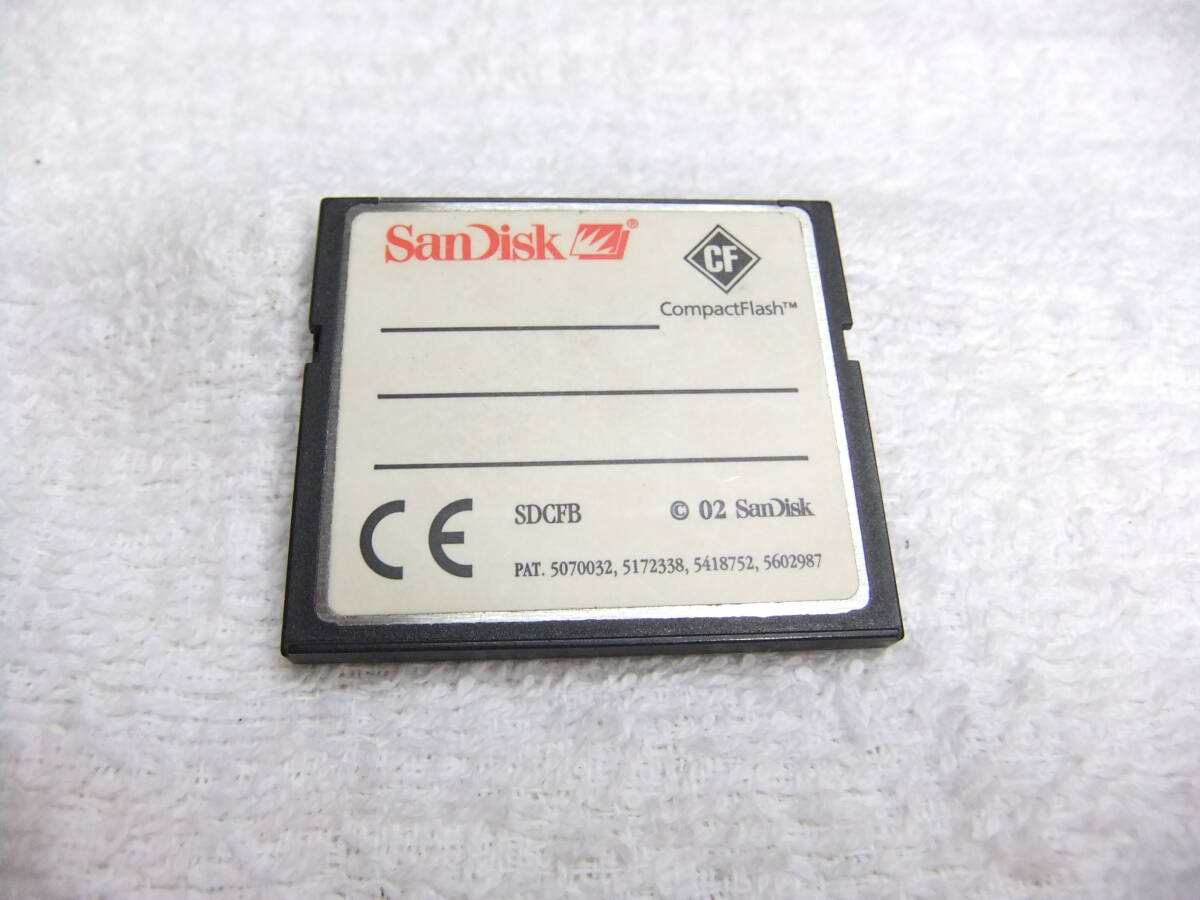 SanDisk ®
CF
CompactFlash™
CE SDCFB © 02 SanDisk
PAT. 5070032, 5172338, 5418752, 5602987